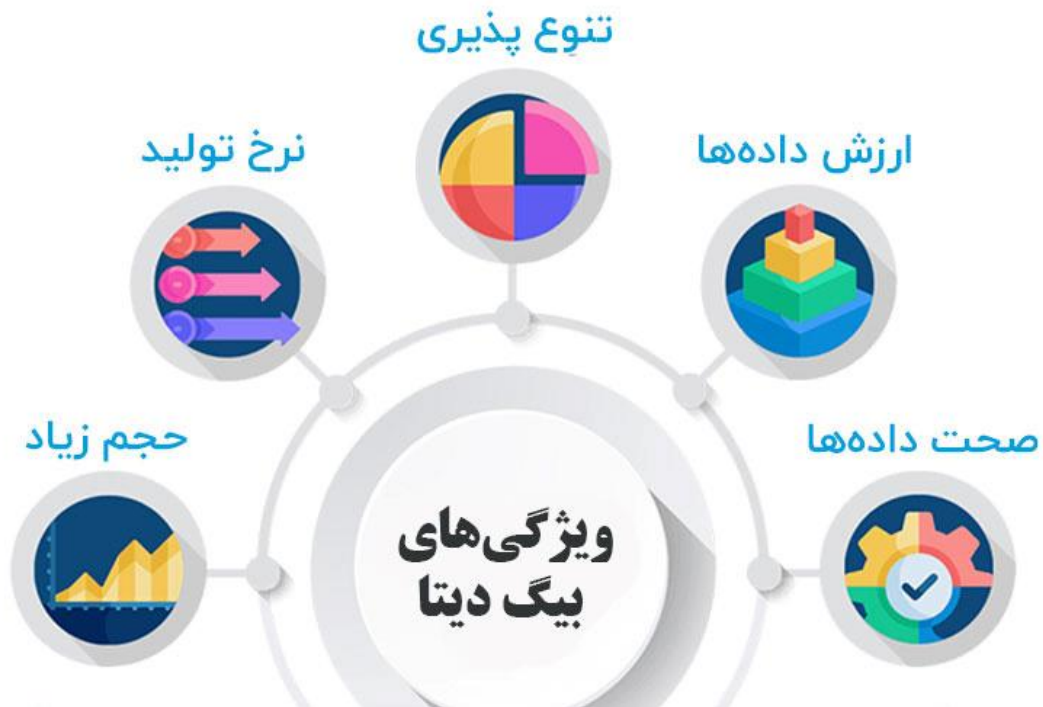 تنوع پذیری
نرخ تولید
ارزش داده‌ها
حجم زیاد
صحت داده‌ها
ویژگی‌های
بیگ دیتا